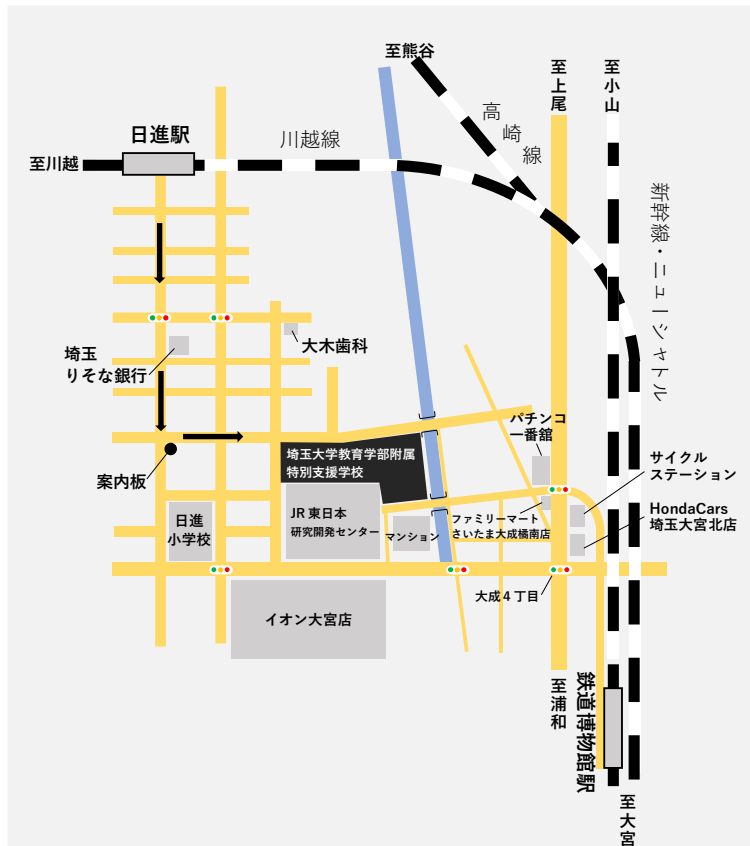 至熊谷
至上尾
至小山
高崎線
日進駅
川越線
至川越
新幹線・ニューシャトル
大木歯科
埼玉
りそな銀行
パチンコ
一番舘
埼玉大学教育学部附属
特別支援学校
サイクル
ステーション
案内板
JR東日本
研究開発センター
日進
小学校
マンション
ファミリーマート
さいたま大成橋南店
HondaCars
埼玉大宮北店
大成4丁目
イオン大宮店
至浦和
鉄道博物館駅
至大宮